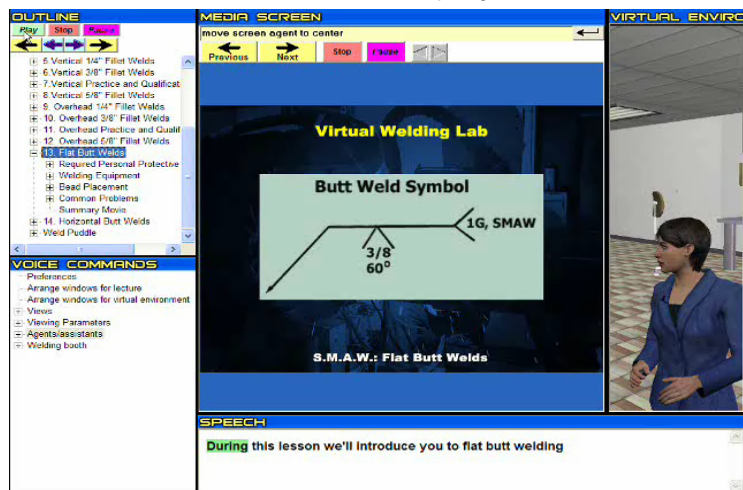 OUTLINE
Play Stop Pause
5.Vertical 1/4" Fillet Welds
6.Vertical 3/8" Fillet Welds
7.Vertical Practice and Qualificat
8.Vertical 5/8" Fillet Welds
9. Overhead 1/4" Fillet Welds
10. Overhead 3/8" Fillet Welds
11. Overhead Practice and Qualif
12. Overhead 5/8" Fillet Welds
13. Flat Butt Welds
Required Personal Protective
Welding Equipment
Bead Placement
Common Problems
Summary Movie
14. Horizontal Butt Welds
Weld Puddle
VOICE COMMANDS
Preferences
Arrange windows for lecture
Arrange windows for virtual environment
Views
Viewing Parameters
Agents/assistants
Welding booth
MEDIA SCREEN
move screen agent to center
Previous Next Stop Pause
Virtual Welding Lab
Butt Weld Symbol
1G, SMAW
3/8
60°
S.M.A.W.: Flat Butt Welds
SPEECH
During this lesson we'll introduce you to flat butt welding
VIRTUAL ENVIRO